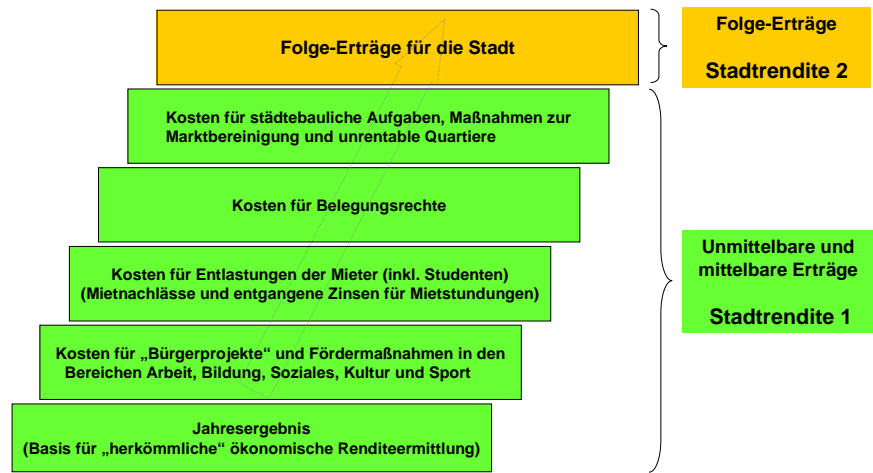 Folge-Erträge für die Stadt
Folge-Erträge
Stadtrendite 2
Kosten für städtebauliche Aufgaben, Maßnahmen zur
Marktbereinigung und unrentable Quartiere
Kosten für Belegungsrechte
Kosten für Entlastungen der Mieter (inkl. Studenten)
(Mietnachlässe und entgangene Zinsen für Mietstundungen)
Kosten für „Bürgerprojekte“ und Fördermaßnahmen in den
Bereichen Arbeit, Bildung, Soziales, Kultur und Sport
Jahresergebnis
(Basis für „herkömmliche“ ökonomische Renditeermittlung)
Unmittelbare und
mittelbare Erträge
Stadtrendite 1